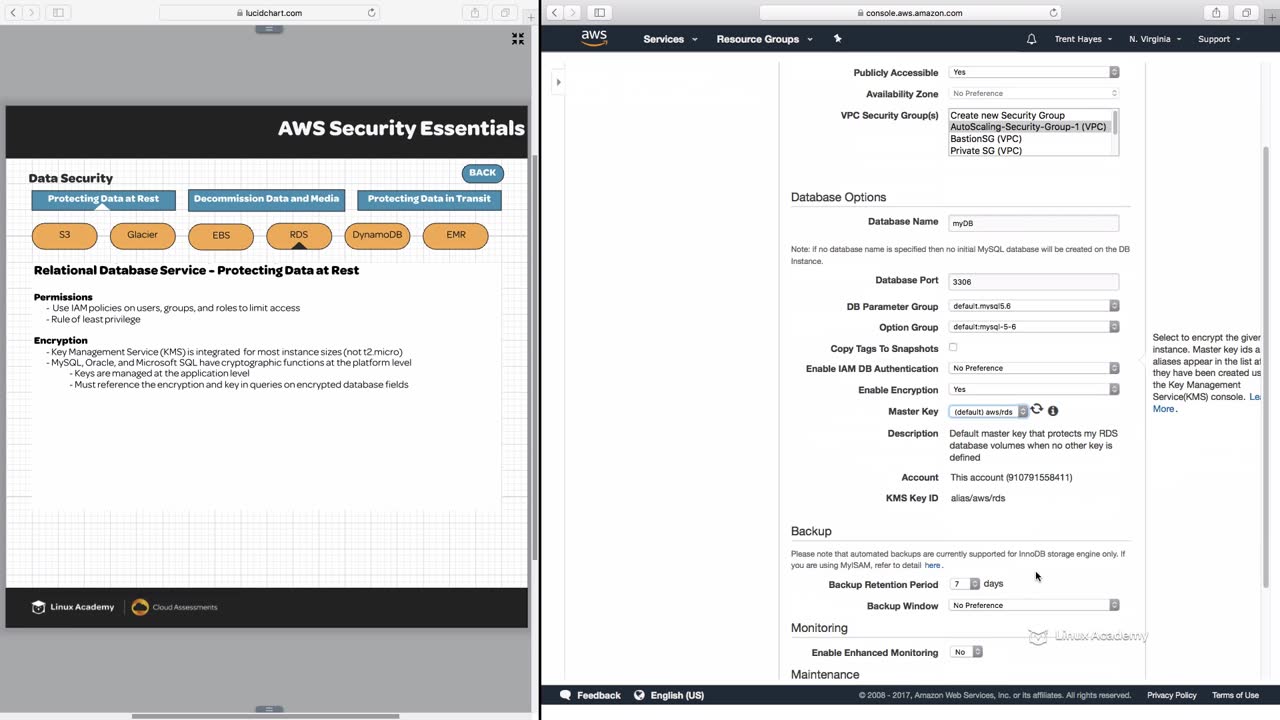 lucidchart.com
AWS Security Essentials
Data Security
BACK
Protecting Data at Rest
Decommission Data and Media
Protecting Data in Transit
S3
Glacier
EBS
RDS
DynamoDB
EMR
Relational Database Service - Protecting Data at Rest
Permissions
- Use IAM policies on users, groups, and roles to limit access
- Rule of least privilege
Encryption
- Key Management Service (KMS) is integrated for most instance sizes (not t2.micro)
- MySQL, Oracle, and Microsoft SQL have cryptographic functions at the platform level
- Keys are managed at the application level
- Must reference the encryption and key in queries on encrypted database fields
Linux Academy
Cloud Assessments
console.aws.amazon.com
aws
Services
Resource Groups
Trent Hayes
N. Virginia
Support
Publicly Accessible Yes
Availability Zone No Preference
VPC Security Group(s) Create new Security Group
AutoScaling-Security-Group-1 (VPC)
BastionSG (VPC)
Private SG (VPC)
Database Options
Database Name myDB
Note: if no database name is specified then no initial MySQL database will be created on the DB
Instance.
Database Port 3306
DB Parameter Group default.mysql5.6
Option Group default:mysql-5-6
Copy Tags To Snapshots
Enable IAM DB Authentication No Preference
Enable Encryption Yes
Master Key (default) aws/rds
Description Default master key that protects my RDS
database volumes when no other key is
defined
Account This account (910791558411)
KMS Key ID alias/aws/rds
Select to encrypt the given
instance. Master key ids a
aliases appear in the list af
they have been created us
the Key Management
Service(KMS) console. Lea
More.
Backup
Please note that automated backups are currently supported for InnoDB storage engine only. If
you are using MyISAM, refer to detail here.
Backup Retention Period 7 days
Backup Window No Preference
Monitoring
Linux Academy
Enable Enhanced Monitoring No
Maintenance
Feedback
English (US)
© 2008 - 2017, Amazon Web Services, Inc. or its affiliates. All rights reserved.
Privacy Policy
Terms of Use